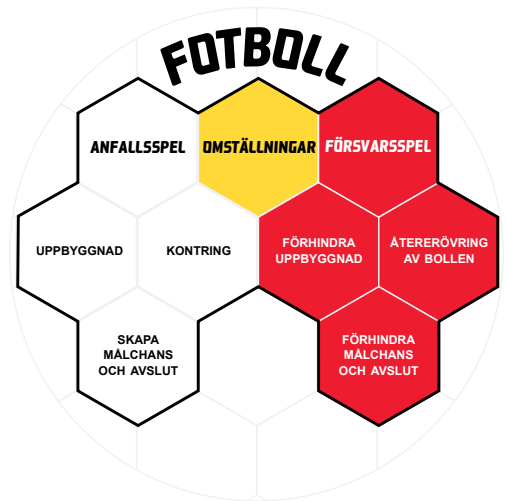 FOTBOLL
ANFALLSSPEL
OMSTÄLLNINGAR
FÖRSVARSSPEL
UPPBYGGNAD
KONTRING
FÖRHINDRA
UPPBYGGNAD
ÅTERERÖVRING
AV BOLLEN
SKAPA
MÅLCHANS
OCH AVSLUT
FÖRHINDRA
MÅLCHANS
OCH AVSLUT